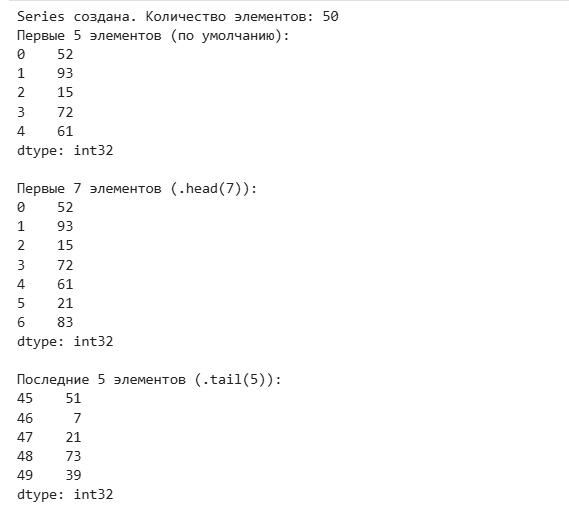 Series создана. Количество элементов: 50
Первые 5 элементов (по умолчанию):
0    52
1    93
2    15
3    72
4    61
dtype: int32

Первые 7 элементов (.head(7)):
0    52
1    93
2    15
3    72
4    61
5    21
6    83
dtype: int32

Последние 5 элементов (.tail(5)):
45    51
46     7
47    21
48    73
49    39
dtype: int32